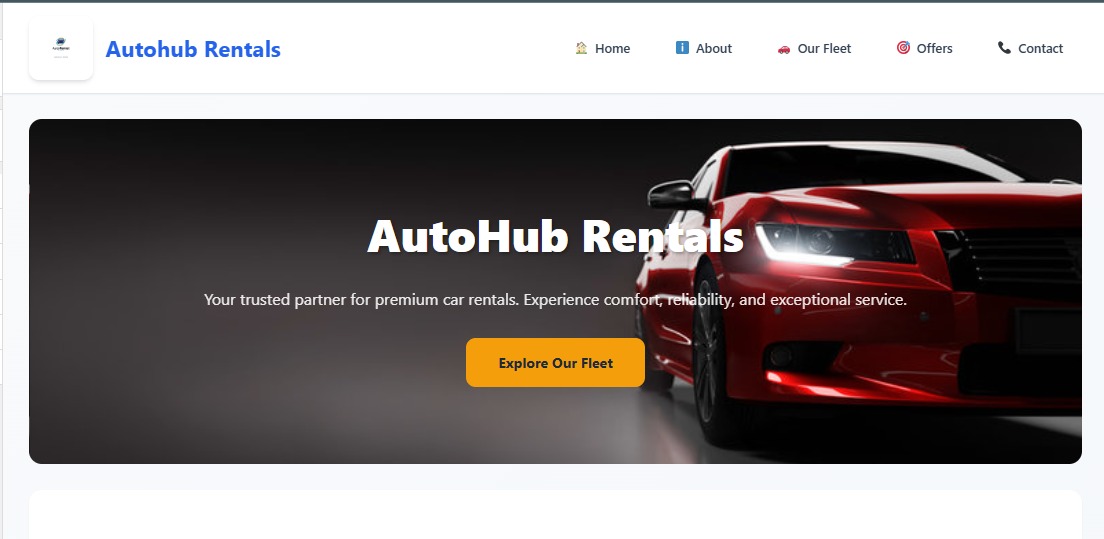 Autohub Rentals
Home
About
Our Fleet
Offers
Contact
AutoHub Rentals
Your trusted partner for premium car rentals. Experience comfort, reliability, and exceptional service.
Explore Our Fleet